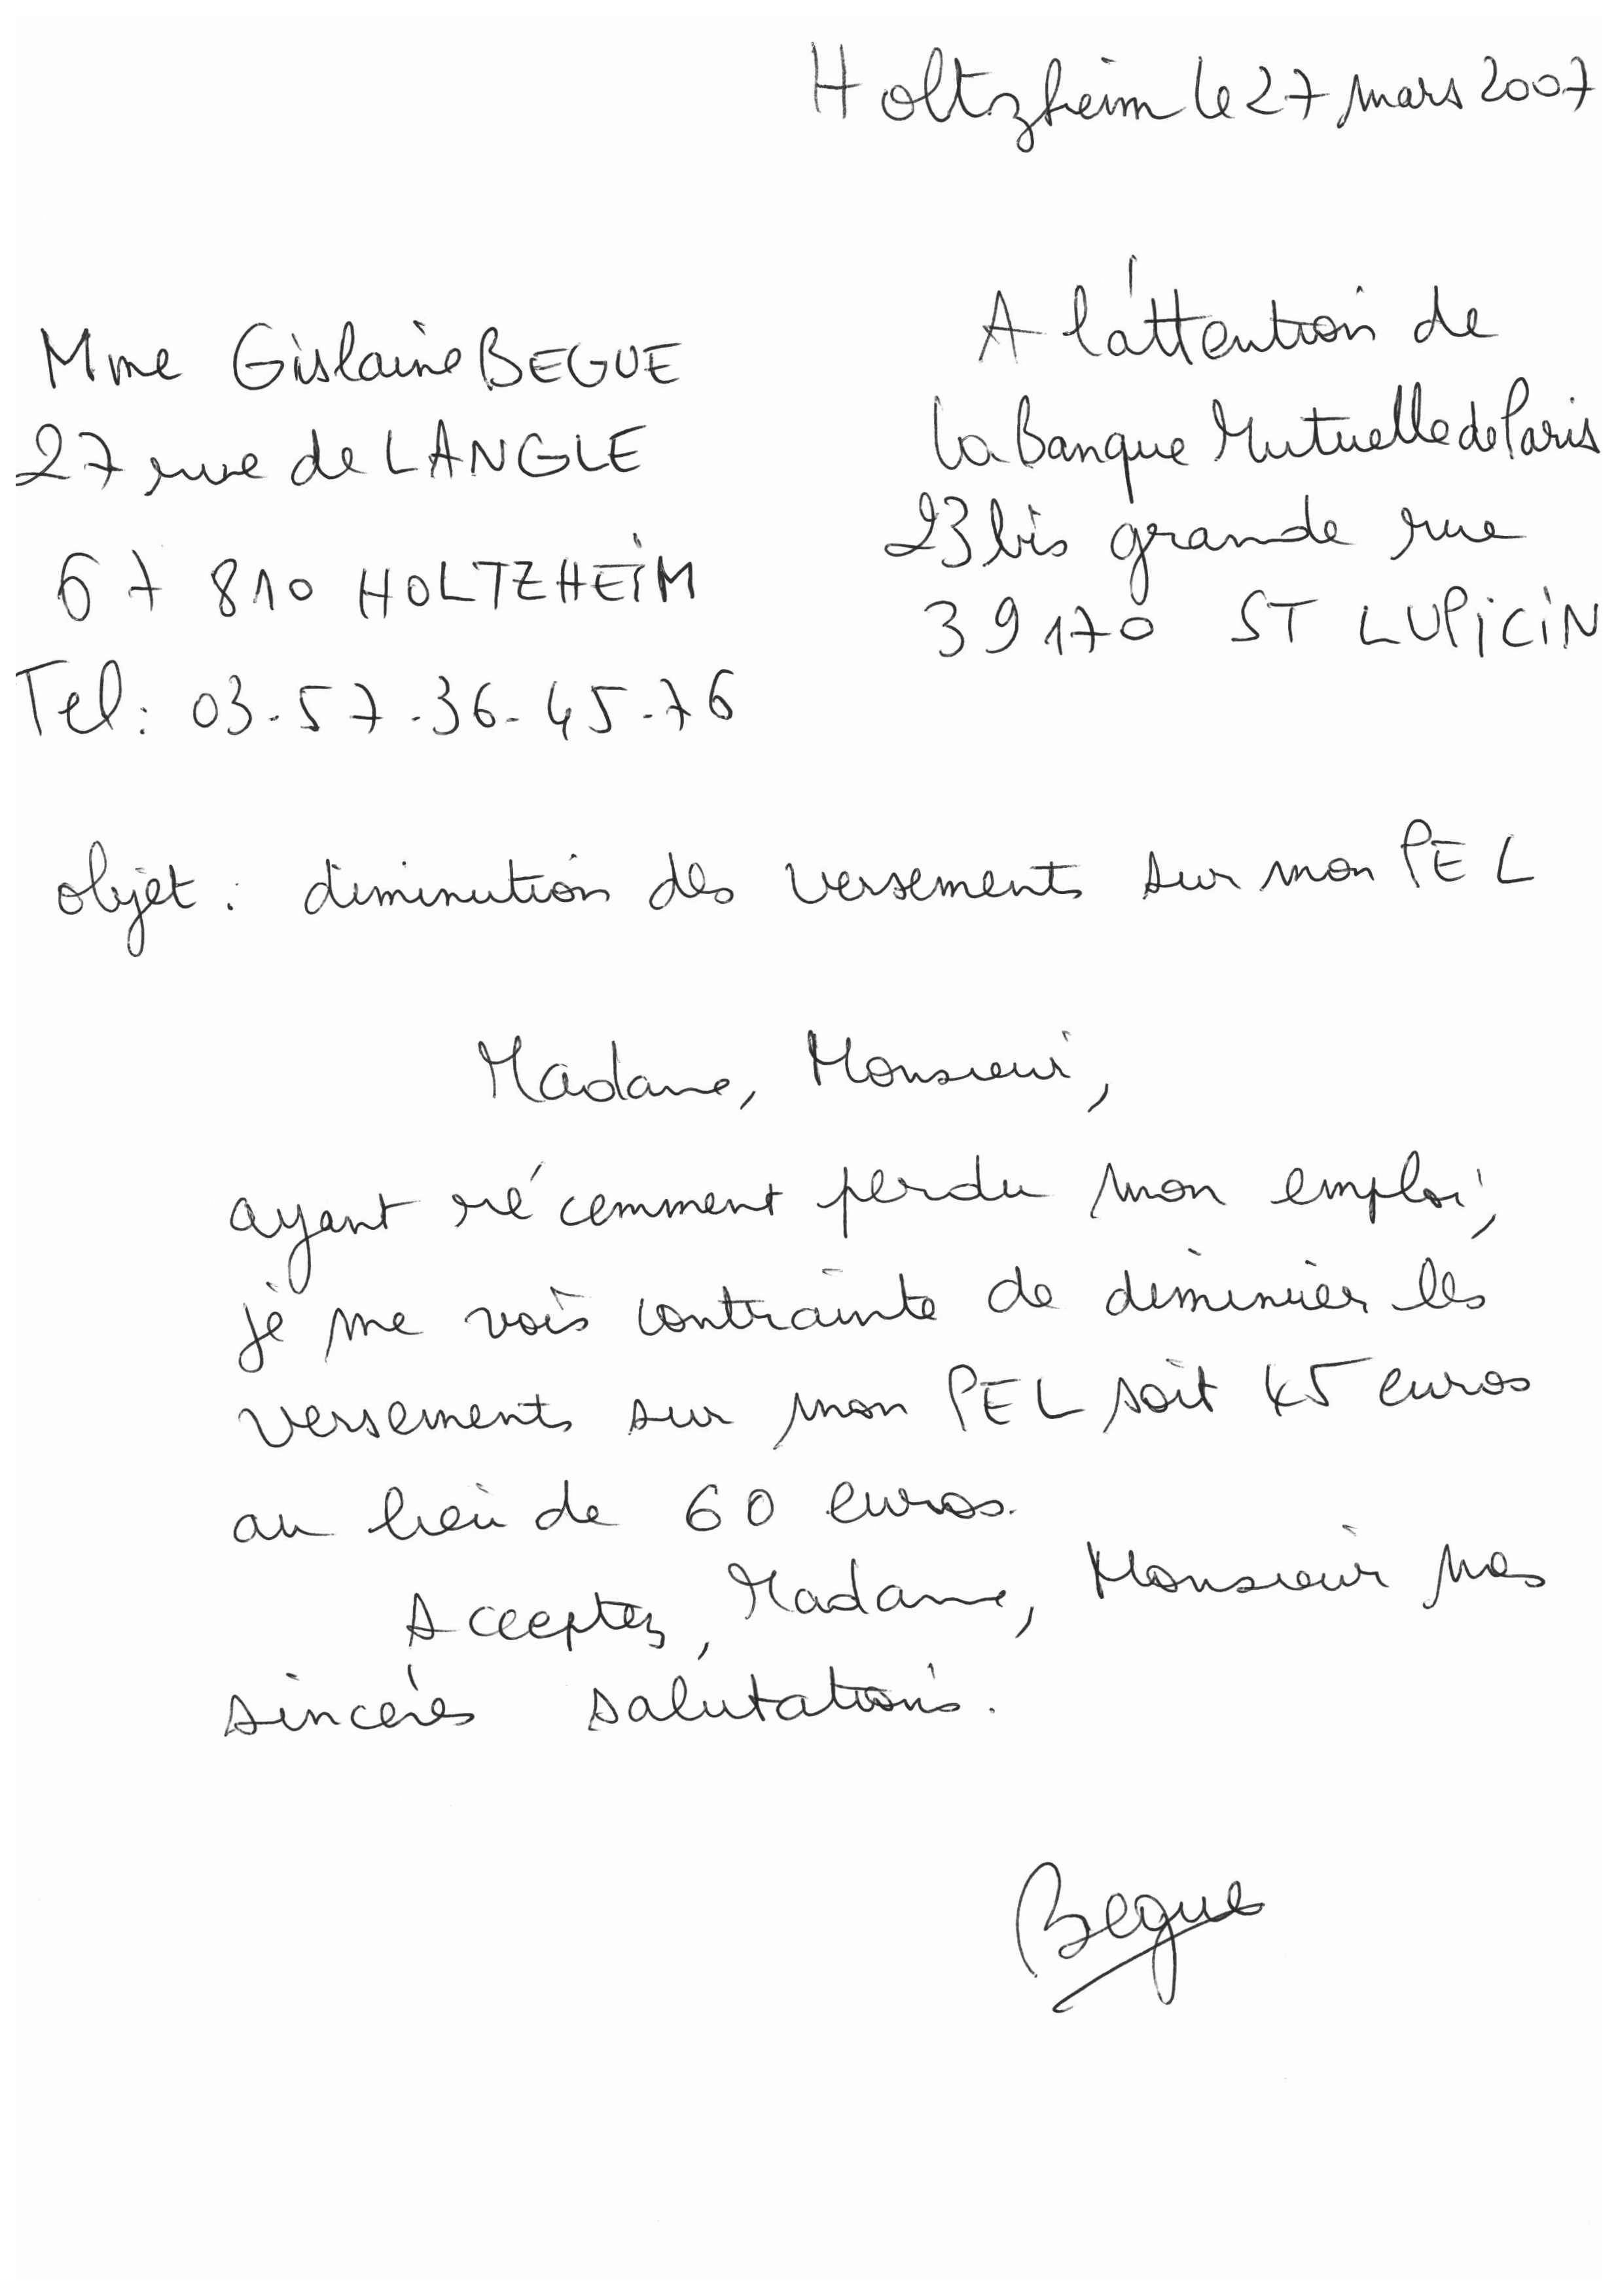 Holtzheim le 27 mars 2007
Mme Gislaine BEGUE
27 rue de LANGLE
67 810 HOLTZHEIM
Tel : 03.57.36.45.76
A l'attention de
la Banque Mutuelle de Paris
23 bis grande rue
39170 ST LUPICIN
objet : diminution des versements sur mon PEL
Madame, Monsieur,
ayant récemment perdu mon emploi,
je me vois contrainte de diminuer les
versements sur mon PEL soit 45 euros
au lieu de 60 euros.
Acceptez, Madame, Monsieur mes
sincères salutations.
Begue